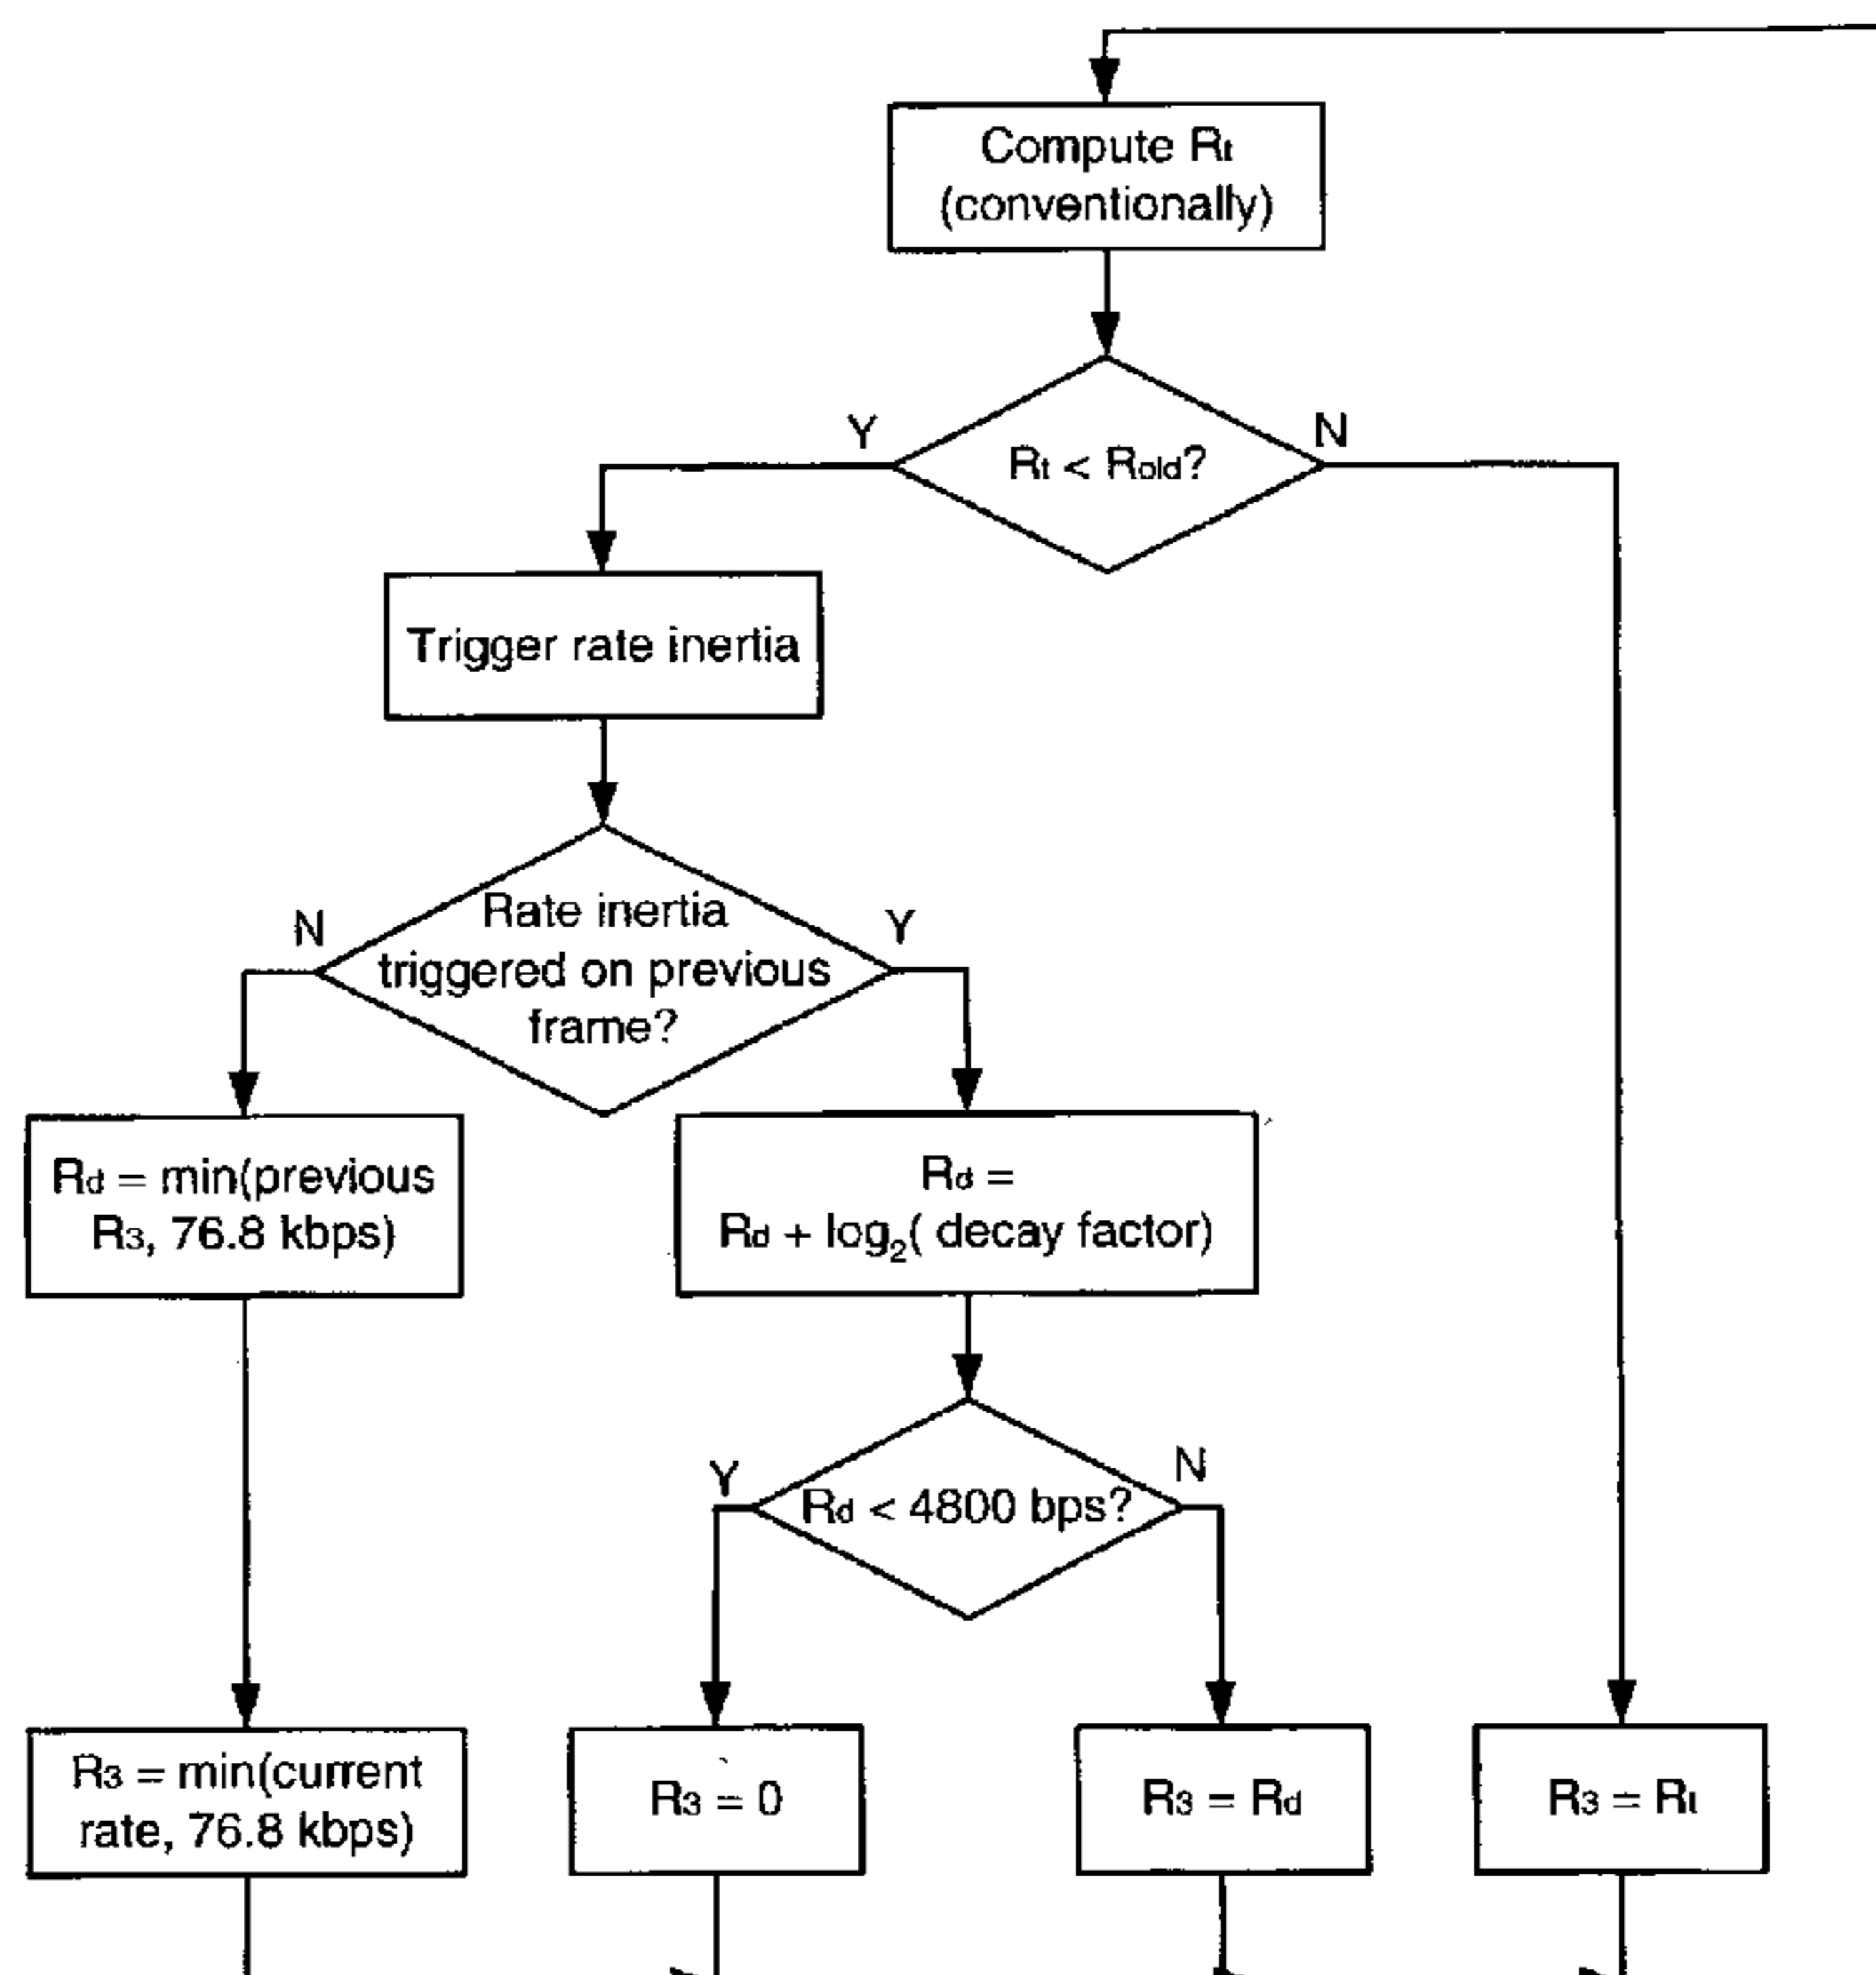 Compute Rt
(conventionally)
Y
N
Rt < Rold?
Trigger rate inertia
N
Y
Rate inertia
triggered on previous
frame?
Rd = min(previous
R3, 76.8 kbps)
Rd =
Rd + log2( decay factor)
Y
N
Rd < 4800 bps?
R3 = min(current
rate, 76.8 kbps)
R3 = 0
R3 = Rd
R3 = Rt